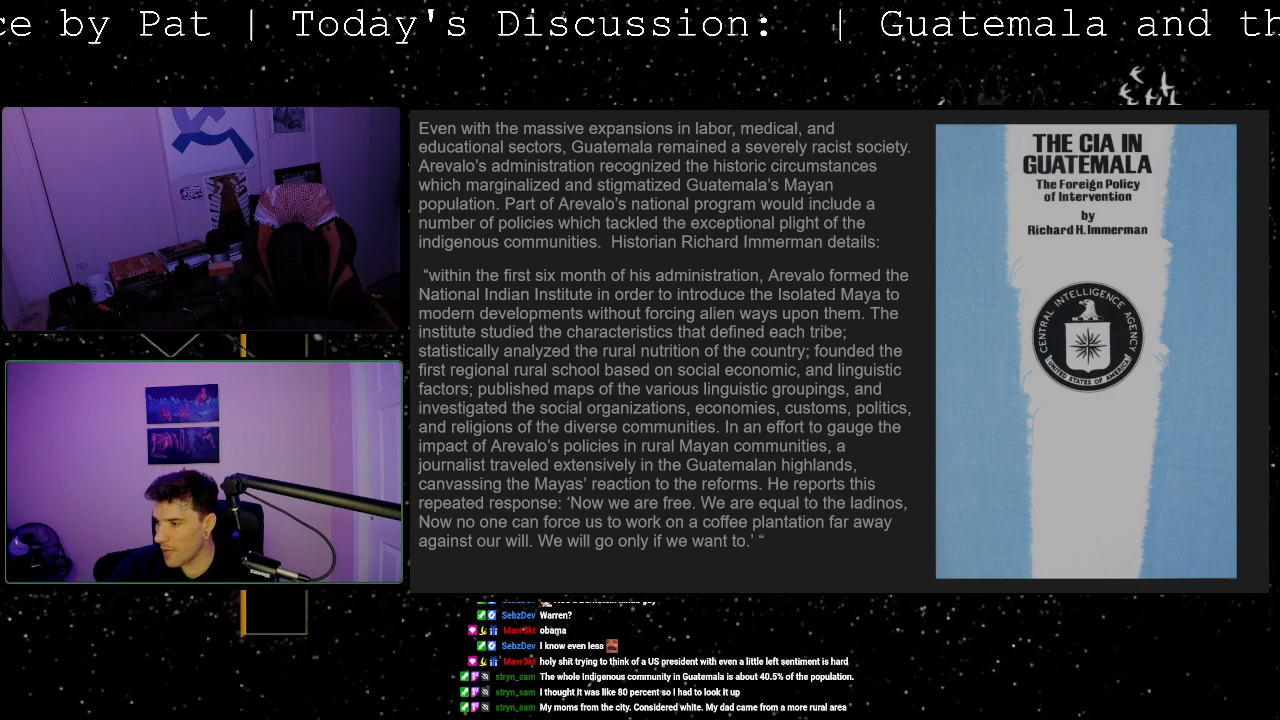 ce by Pat | Today's Discussion:   | Guatemala and th
Even with the massive expansions in labor, medical, and
educational sectors, Guatemala remained a severely racist society.
Arevalo's administration recognized the historic circumstances
which marginalized and stigmatized Guatemala's Mayan
population. Part of Arevalo's national program would include a
number of policies which tackled the exceptional plight of the
indigenous communities.  Historian Richard Immerman details:
“within the first six month of his administration, Arevalo formed the
National Indian Institute in order to introduce the Isolated Maya to
modern developments without forcing alien ways upon them. The
institute studied the characteristics that defined each tribe;
statistically analyzed the rural nutrition of the country; founded the
first regional rural school based on social economic, and linguistic
factors; published maps of the various linguistic groupings, and
investigated the social organizations, economies, customs, politics,
and religions of the diverse communities. In an effort to gauge the
impact of Arevalo's policies in rural Mayan communities, a
journalist traveled extensively in the Guatemalan highlands,
canvassing the Mayas' reaction to the reforms. He reports this
repeated response: ‘Now we are free. We are equal to the ladinos,
Now no one can force us to work on a coffee plantation far away
against our will. We will go only if we want to.’ “
THE CIA IN
GUATEMALA
The Foreign Policy
of Intervention
by
Richard H. Immerman
CENTRAL INTELLIGENCE AGENCY
UNITED STATES OF AMERICA
SebzDev Warren?
Mavr3kt obama
SebzDev I know even less
Mavr3kt holy shit trying to think of a US president with even a little left sentiment is hard
stryn_sam The whole Indigenous community in Guatemala is about 40.5% of the population.
stryn_sam I thought it was like 80 percent so I had to look it up
stryn_sam My moms from the city. Considered white. My dad came from a more rural area